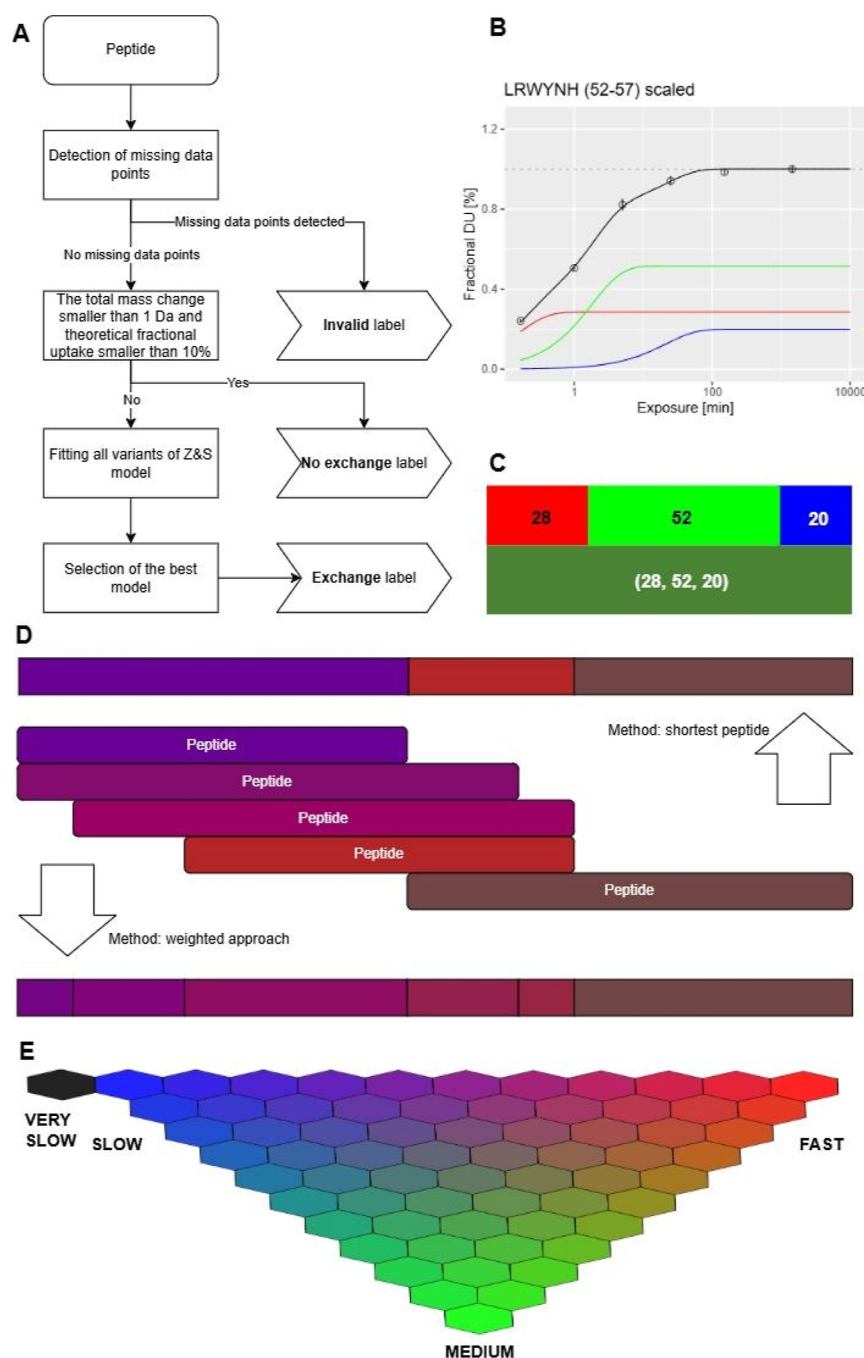 A
Peptide
Detection of missing data
points
Missing data points detected
No missing data points
The total mass change
smaller than 1 Da and
theoretical fractional
uptake smaller than 10%
Invalid label
Yes
No
Fitting all variants of Z&S
model
No exchange label
Selection of the best
model
Exchange label
B
LRWYNH (52-57) scaled
Fractional DU [%]
1.2
0.8
0.4
0.0
1
100
10000
Exposure [min]
C
28
52
20
(28, 52, 20)
D
Method: shortest peptide
Peptide
Peptide
Peptide
Peptide
Peptide
Method: weighted approach
E
VERY
SLOW
SLOW
FAST
MEDIUM